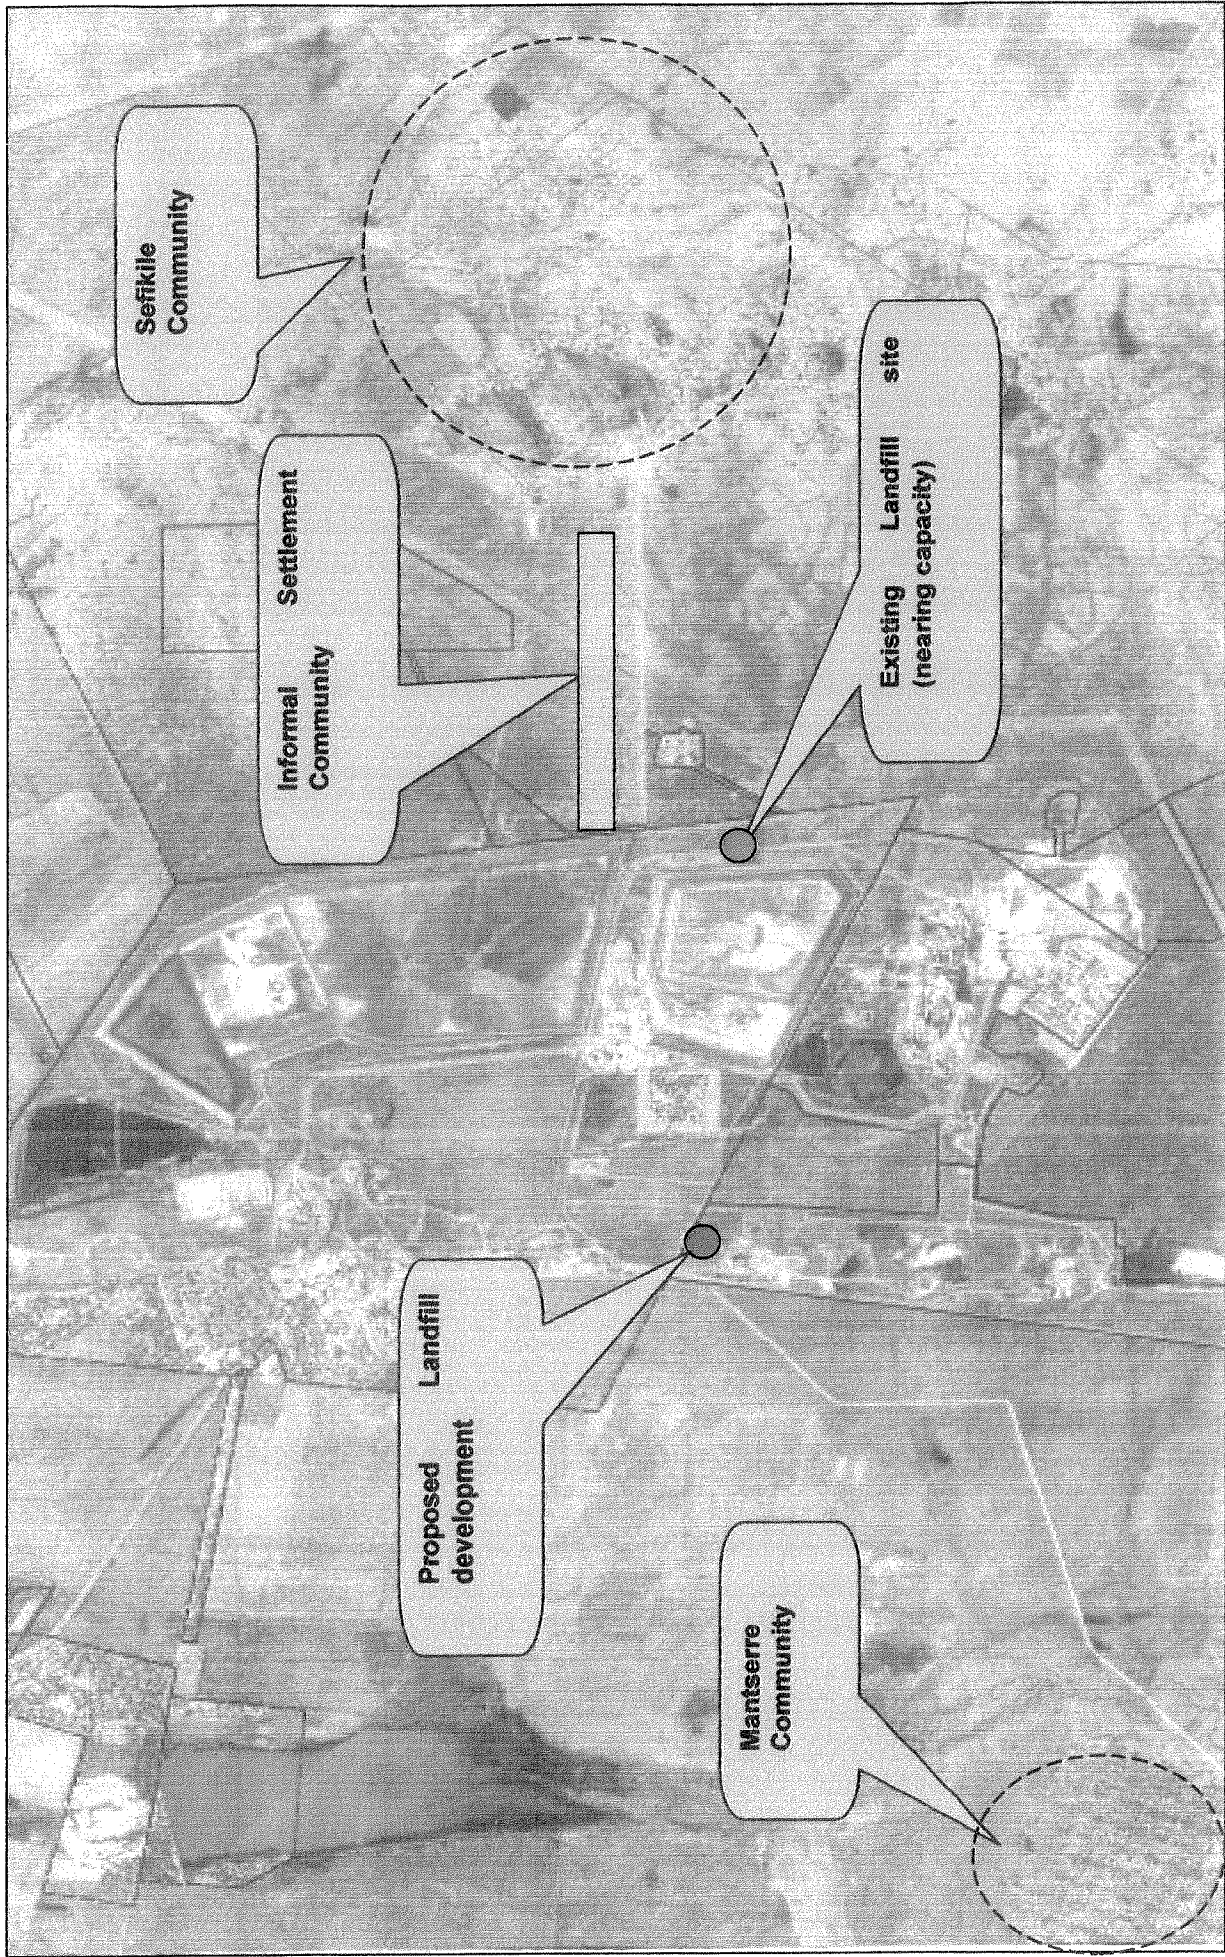 Sefikile
Community
Informal Settlement
Community
Existing Landfill site
(nearing capacity)
Proposed Landfill
development
Mantserre
Community